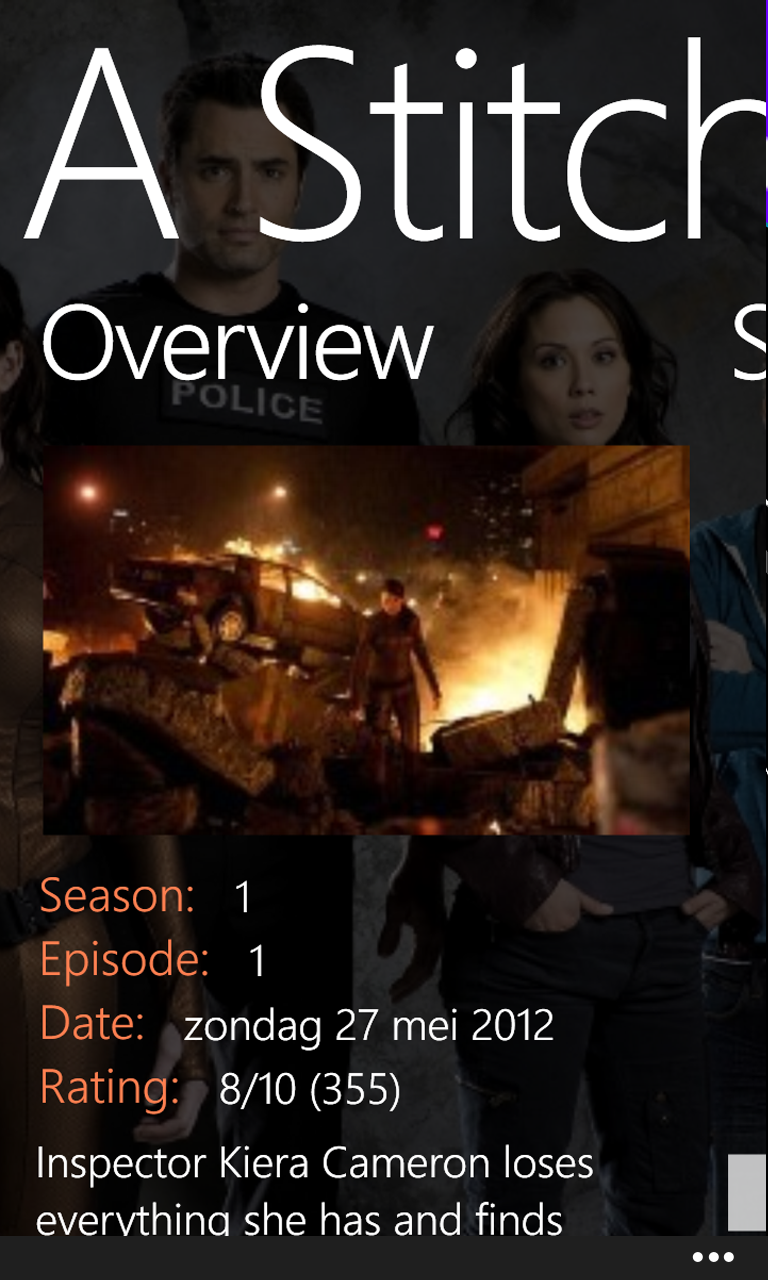 A Stitch
Overview
S
POLICE
Season: 1
Episode: 1
Date: zondag 27 mei 2012
Rating: 8/10 (355)
Inspector Kiera Cameron loses
everything she has and finds